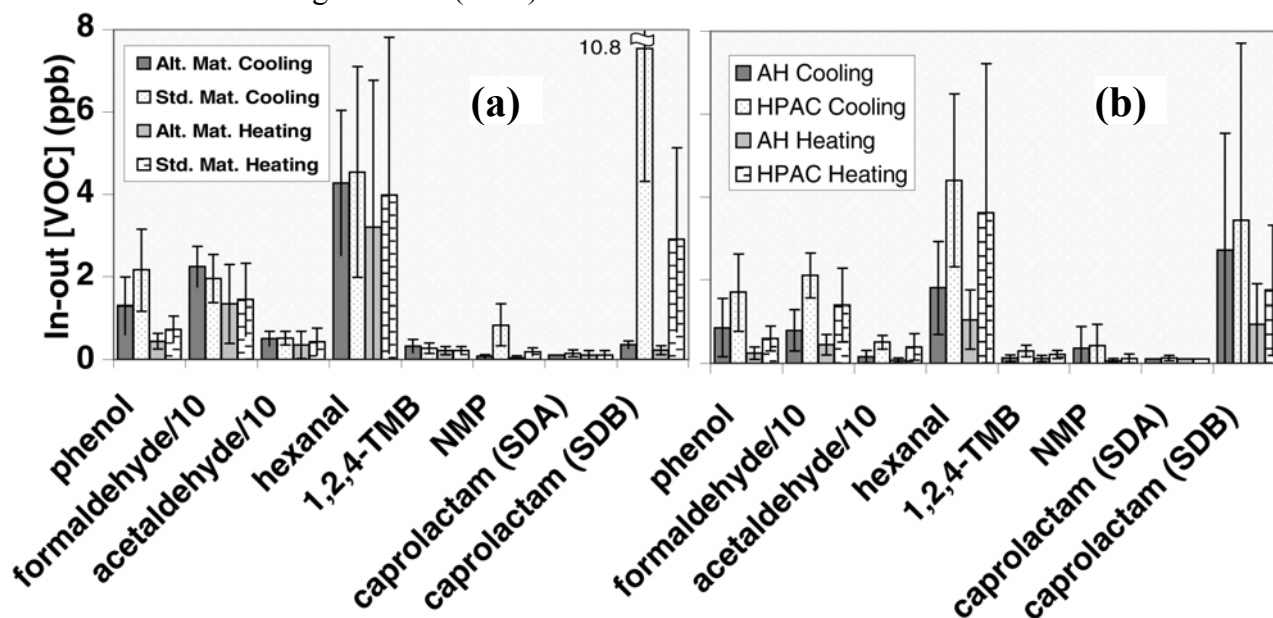 In-out [VOC] (ppb)
8
6
4
2
0
Alt. Mat. Cooling
Std. Mat. Cooling
Alt. Mat. Heating
Std. Mat. Heating
(a)
10.8
phenol
formaldehyde/10
acetaldehyde/10
hexanal
1,2,4-TMB
NMP
caprolactam (SDA)
caprolactam (SDB)
AH Cooling
HPAC Cooling
AH Heating
HPAC Heating
(b)
phenol
formaldehyde/10
acetaldehyde/10
hexanal
1,2,4-TMB
NMP
caprolactam (SDA)
caprolactam (SDB)